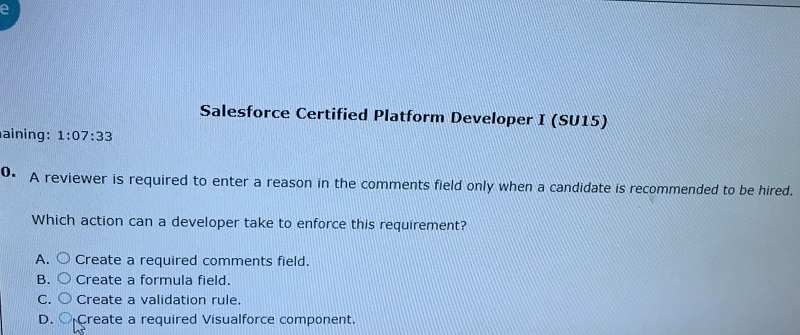 e
Salesforce Certified Platform Developer I (SU15)
aining: 1:07:33
0. A reviewer is required to enter a reason in the comments field only when a candidate is recommended to be hired.
Which action can a developer take to enforce this requirement?
A. Create a required comments field.
B. Create a formula field.
C. Create a validation rule.
D. Create a required Visualforce component.